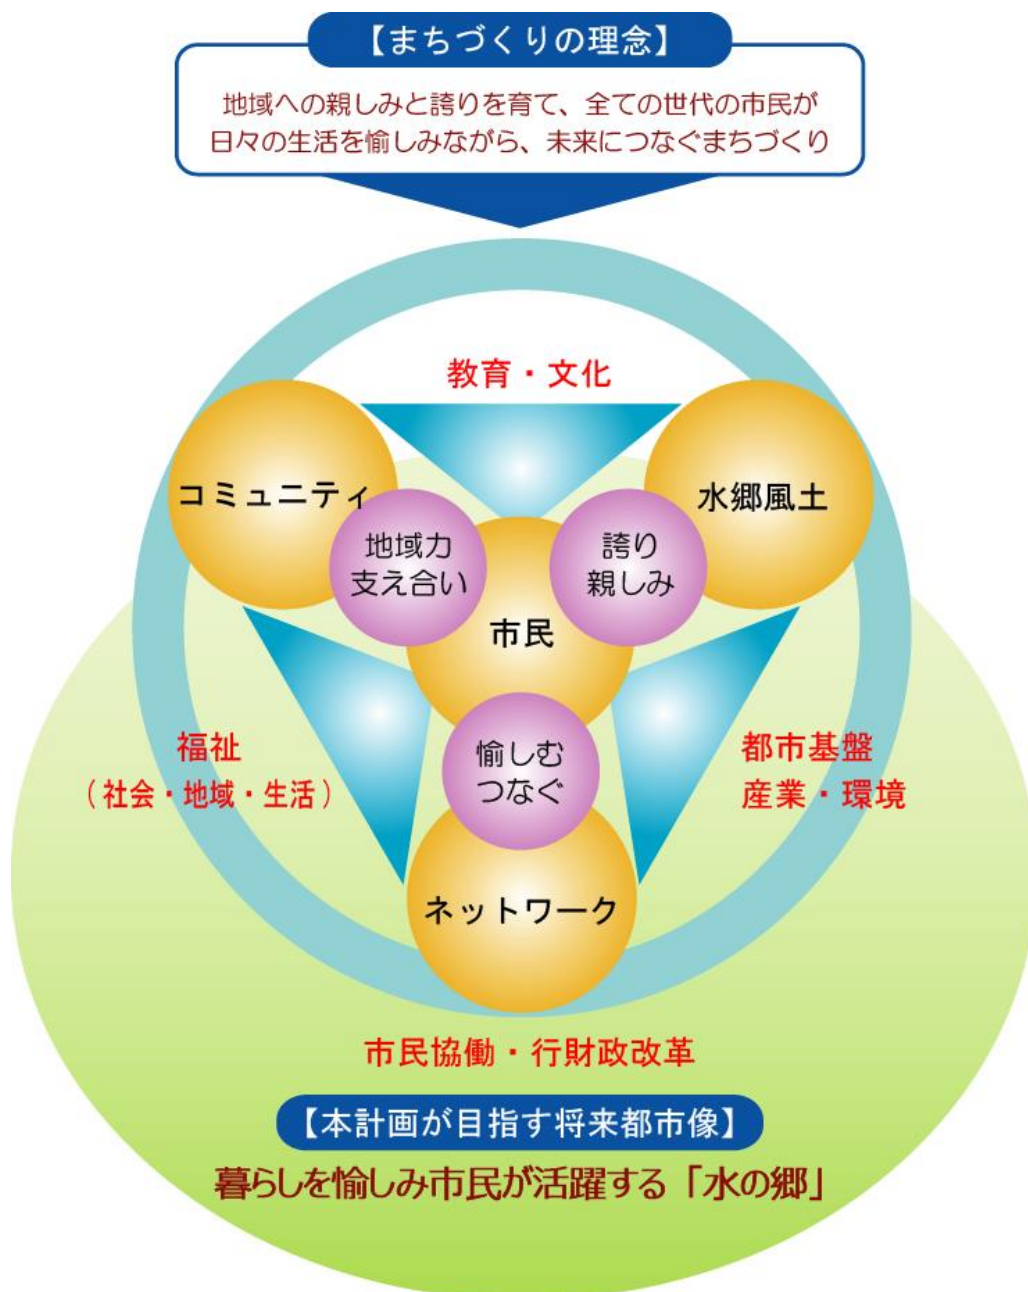 【まちづくりの理念】
地域への親しみと誇りを育て、全ての世代の市民が
日々の生活を愉しみながら、未来につなぐまちづくり
教育・文化
コミュニティ
水郷風土
地域力
支え合い
誇り
親しみ
市民
福祉
（社会・地域・生活）
愉しむ
つなぐ
都市基盤
産業・環境
ネットワーク
市民協働・行財政改革
【本計画が目指す将来都市像】
暮らしを愉しみ市民が活躍する「水の郷」